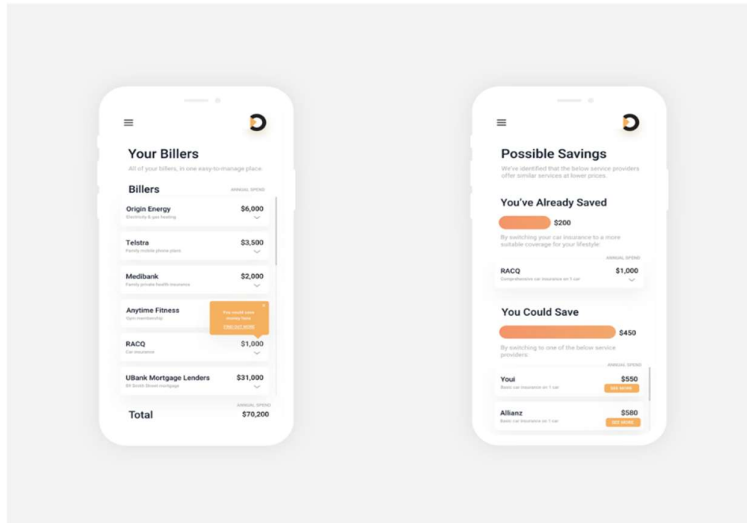 Your Billers
All of your billers, in one easy-to-manage place
Billers
ANNUAL SPEND
Origin Energy
$6,000
Electricity & gas heating
Telstra
$3,500
Family mobile phone plans
Medibank
$2,000
Family private health insurance
Anytime Fitness
Gym membership
You could save
money here
RACQ
$1,000
Car insurance
UBank Mortgage Lenders
$31,000
ANNUAL SPEND
Total
$70,200
Possible Savings
We've identified that the below service providers
offer similar services at lower prices.
You've Already Saved
$200
By switching your car insurance to a more
suitable coverage for your lifestyle
ANNUAL SPEND
RACQ
$1,000
Comprehensive car insurance on 1 car
You Could Save
$450
By switching to one of the below service
providers
ANNUAL SPEND
Youi
$550
Basic car insurance on 1 car
SEE MORE
Allianz
$580
Basic car insurance on 1 car
SEE MORE